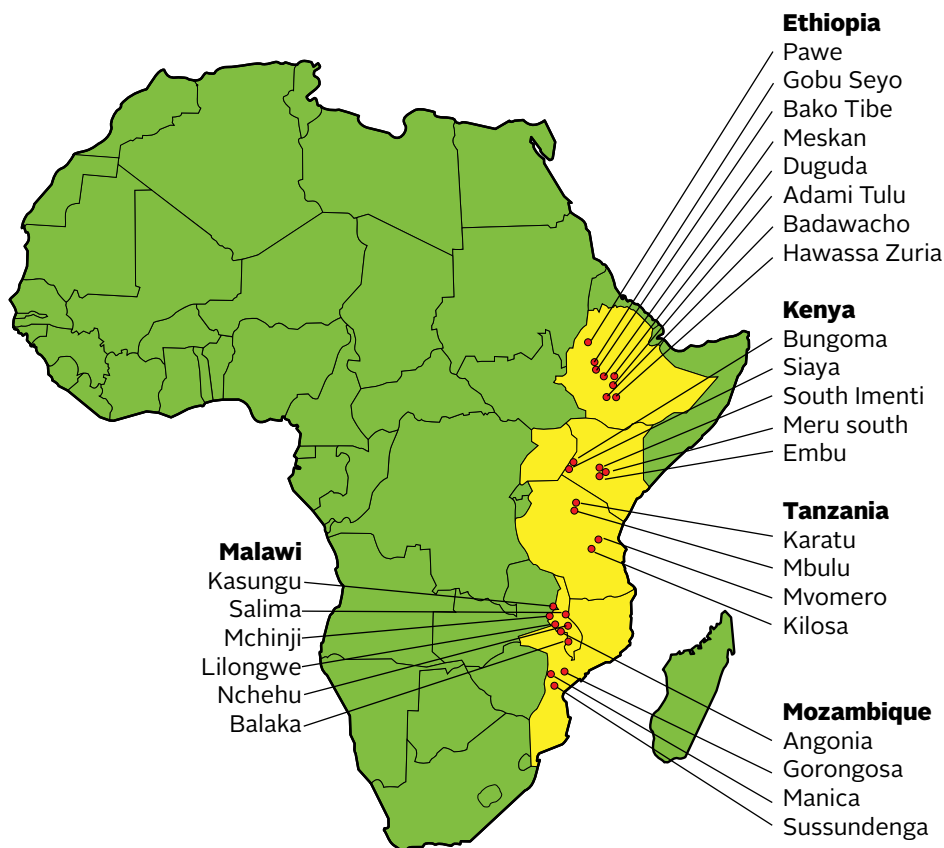 Ethiopia
Pawe
Gobu Seyo
Bako Tibe
Meskan
Duguda
Adami Tulu
Badawacho
Hawassa Zuria
Kenya
Bungoma
Siaya
South Imenti
Meru south
Embu
Tanzania
Karatu
Mbulu
Mvomero
Kilosa
Malawi
Kasungu
Salima
Mchinji
Lilongwe
Nchehu
Balaka
Mozambique
Angonia
Gorongosa
Manica
Sussundenga